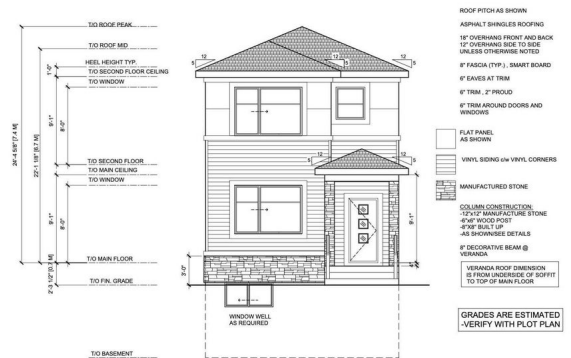 T/O ROOF PEAK
T/O ROOF MID
HEEL HEIGHT TYP.
T/O SECOND FLOOR CEILING
T/O WINDOW
T/O SECOND FLOOR
T/O MAIN CEILING
T/O WINDOW
T/O MAIN FLOOR
T/O FIN. GRADE
T/O BASEMENT
24'-4 5/8" [7.4 M]
22'-1 1/8" [6.7 M]
1'-0"
9'-1"
8'-0"
9'-1"
8'-0"
2'-3 1/2" [0.7 M]
12
5
12
5
12
5
12
5
9'-1"
3'-0"
WINDOW WELL
AS REQUIRED
ROOF PITCH AS SHOWN
ASPHALT SHINGLES ROOFING
18" OVERHANG FRONT AND BACK
12" OVERHANG SIDE TO SIDE
UNLESS OTHERWISE NOTED
8" FASCIA (TYP.) , SMART BOARD
6" EAVES AT TRIM
6" TRIM , 2" PROUD
6" TRIM AROUND DOORS AND
WINDOWS
FLAT PANEL
AS SHOWN
VINYL SIDING c/w VINYL CORNERS
MANUFACTURED STONE
COLUMN CONSTRUCTION:
-12"x12" MANUFACTURE STONE
-6"x6" WOOD POST
-8"X8" BUILT UP
-AS SHOWN/SEE DETAILS
8" DECORATIVE BEAM @
VERANDA
VERANDA ROOF DIMENSION
IS FROM UNDERSIDE OF SOFFIT
TO TOP OF MAIN FLOOR
GRADES ARE ESTIMATED
-VERIFY WITH PLOT PLAN